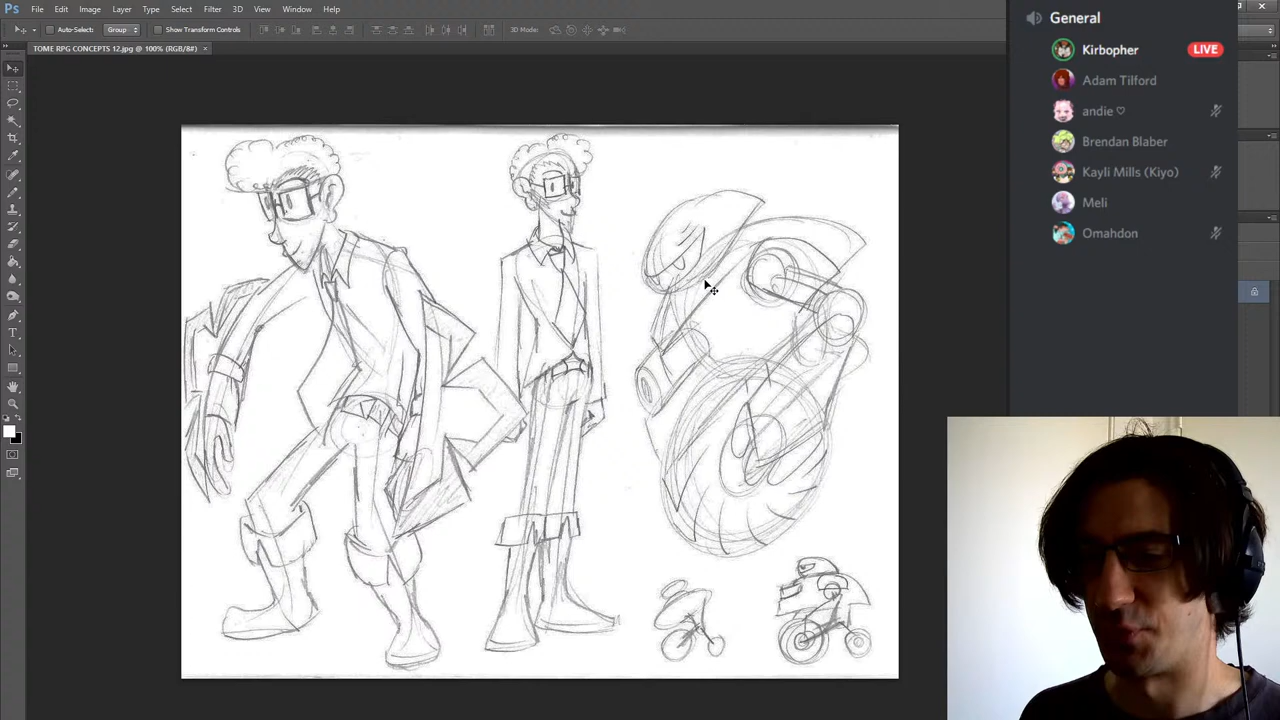 Ps File Edit Image Layer Type Select Filter 3D View Window Help
Auto-Select: Group Show Transform Controls 3D Mode:
TOME RPG CONCEPTS 12.jpg @ 100% (RGB/8#) ×
General
Kirbopher LIVE
Adam Tilford
andie ♡
Brendan Blaber
Kayli Mills (Kiyo)
Meli
Omahdon
T